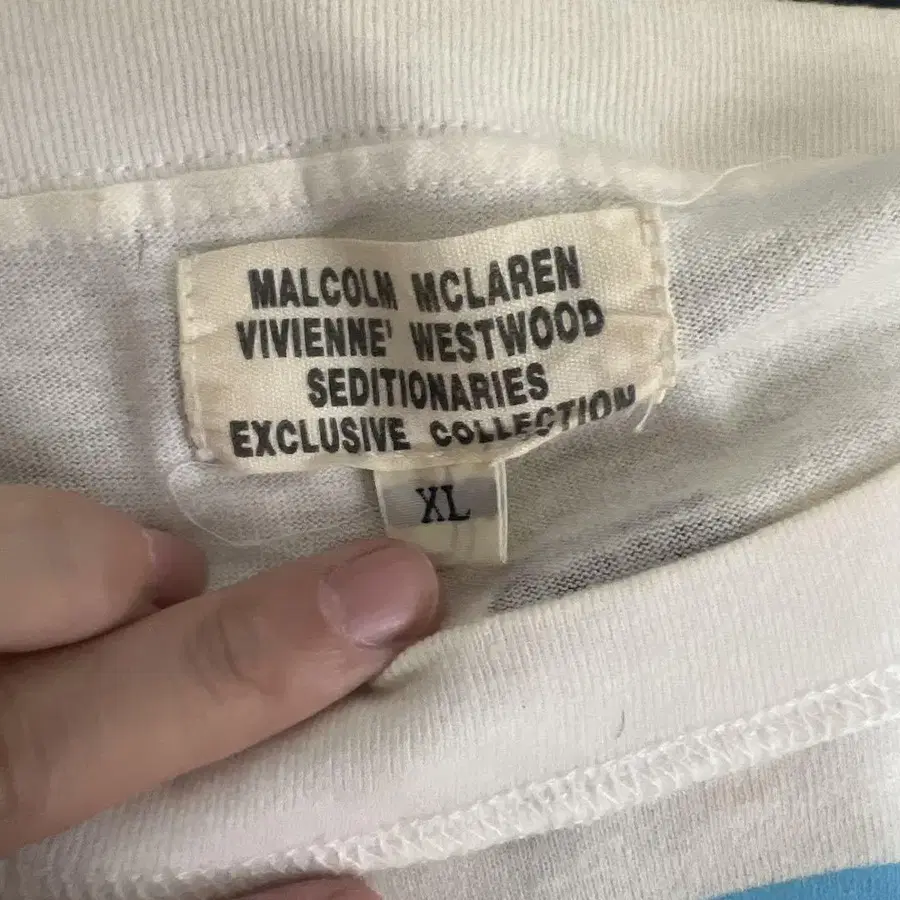 MALCOLM MCLAREN
VIVIENNE' WESTWOOD
SEDITIONARIES
EXCLUSIVE COLLECTION
XL